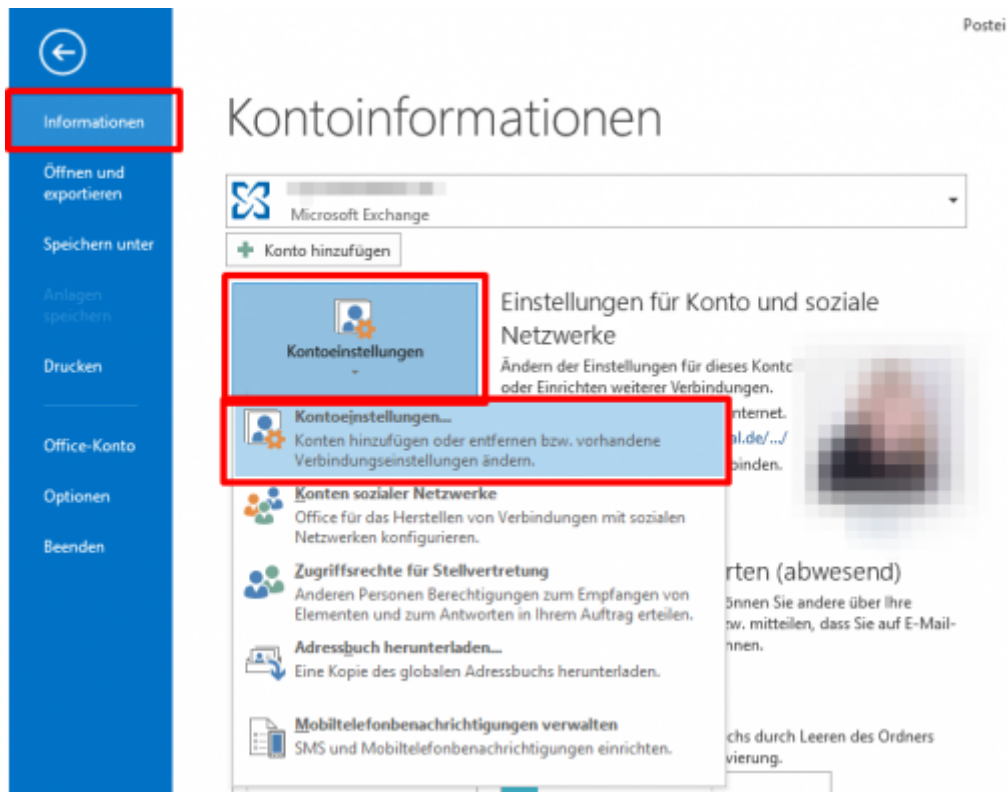 Postei
Informationen
Öffnen und
exportieren
Speichern unter
Anlagen
speichern
Drucken
Office-Konto
Optionen
Beenden
Kontoinformationen
Microsoft Exchange
Konto hinzufügen
Kontoeinstellungen
Einstellungen für Konto und soziale
Netzwerke
Ändern der Einstellungen für dieses Konto
oder Einrichten weiterer Verbindungen.
nternet.
al.de/.../
binden.
Kontoeinstellungen...
Konten hinzufügen oder entfernen bzw. vorhandene
Verbindungseinstellungen ändern.
Konten sozialer Netzwerke
Office für das Herstellen von Verbindungen mit sozialen
Netzwerken konfigurieren.
Zugriffsrechte für Stellvertretung
Anderen Personen Berechtigungen zum Empfangen von
Elementen und zum Antworten in Ihrem Auftrag erteilen.
Adressbuch herunterladen...
Eine Kopie des globalen Adressbuchs herunterladen.
Mobiltelefonbenachrichtigungen verwalten
SMS und Mobiltelefonbenachrichtigungen einrichten.
rten (abwesend)
önnen Sie andere über Ihre
zw. mitteilen, dass Sie auf E-Mail-
nnen.
chs durch Leeren des Ordners
vierung.